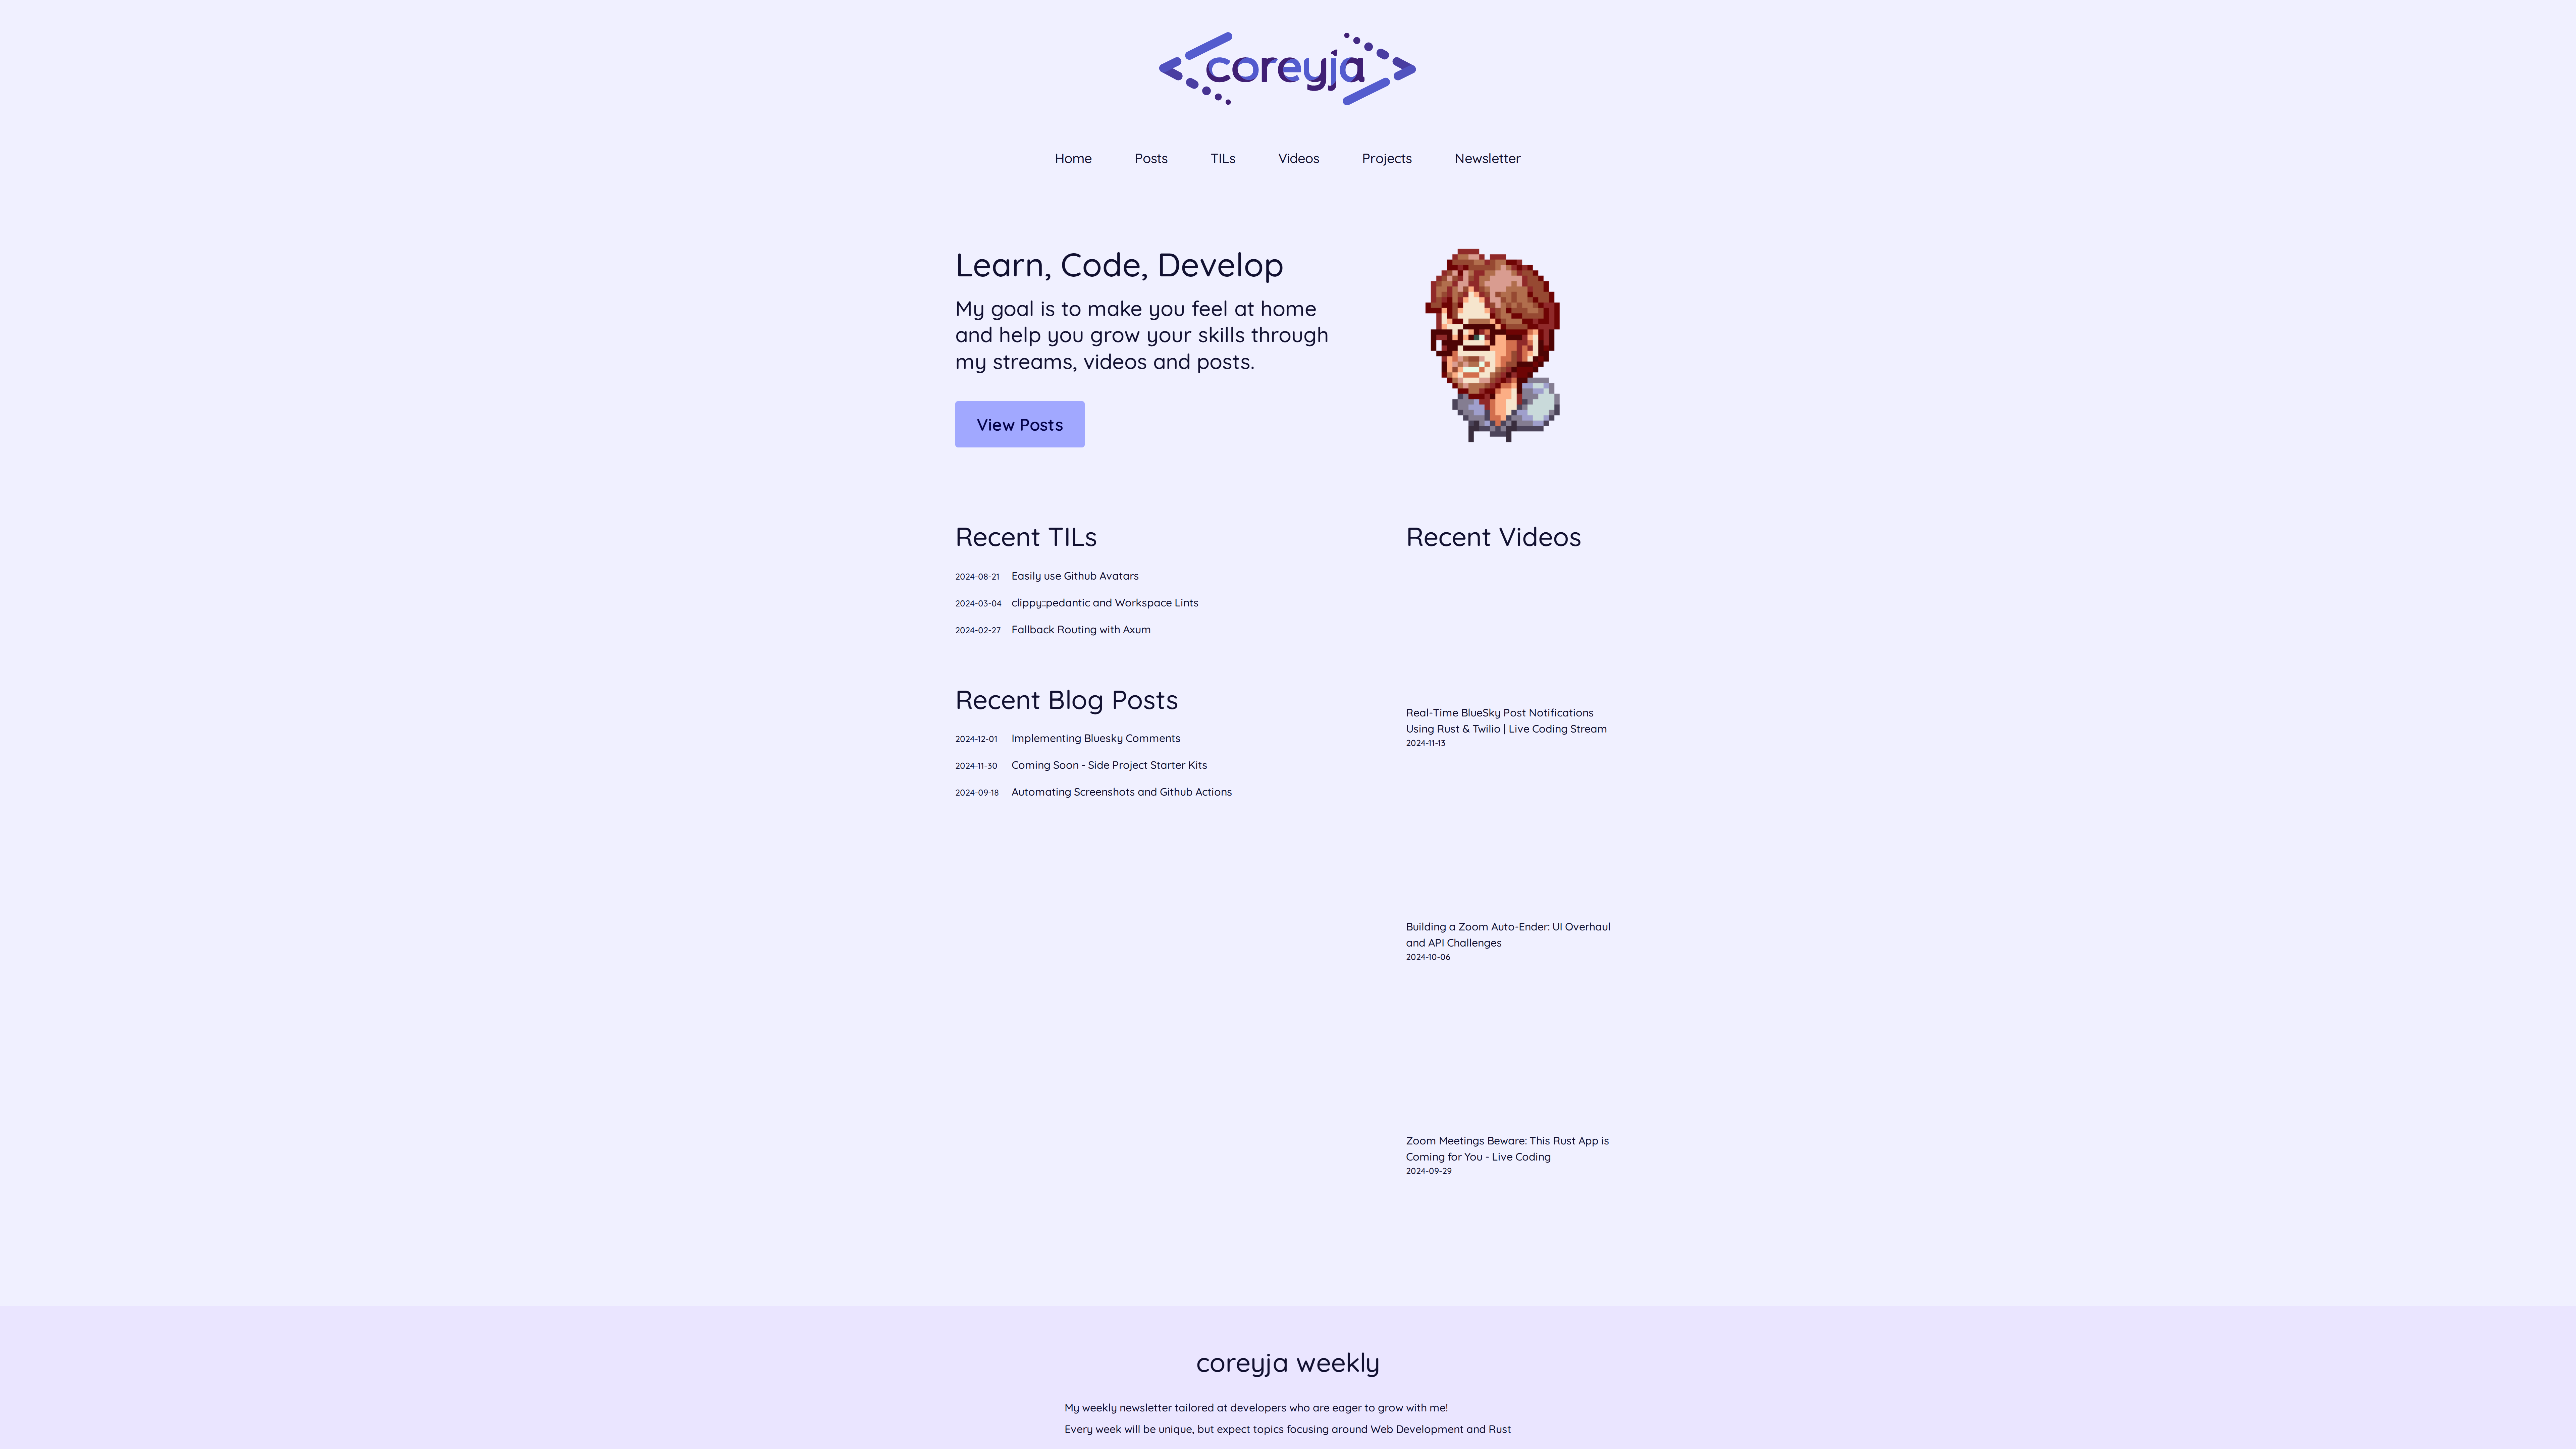 coreyja
Home Posts TILs Videos Projects Newsletter
Learn, Code, Develop
My goal is to make you feel at home
and help you grow your skills through
my streams, videos and posts.
View Posts
Recent TILs
2024-08-21 Easily use Github Avatars
2024-03-04 clippy::pedantic and Workspace Lints
2024-02-27 Fallback Routing with Axum
Recent Blog Posts
2024-12-01 Implementing Bluesky Comments
2024-11-30 Coming Soon - Side Project Starter Kits
2024-09-18 Automating Screenshots and Github Actions
Recent Videos
Real-Time BlueSky Post Notifications
Using Rust & Twilio | Live Coding Stream
2024-11-13
Building a Zoom Auto-Ender: UI Overhaul
and API Challenges
2024-10-06
Zoom Meetings Beware: This Rust App is
Coming for You - Live Coding
2024-09-29
coreyja weekly
My weekly newsletter tailored at developers who are eager to grow with me!
Every week will be unique, but expect topics focusing around Web Development and Rust